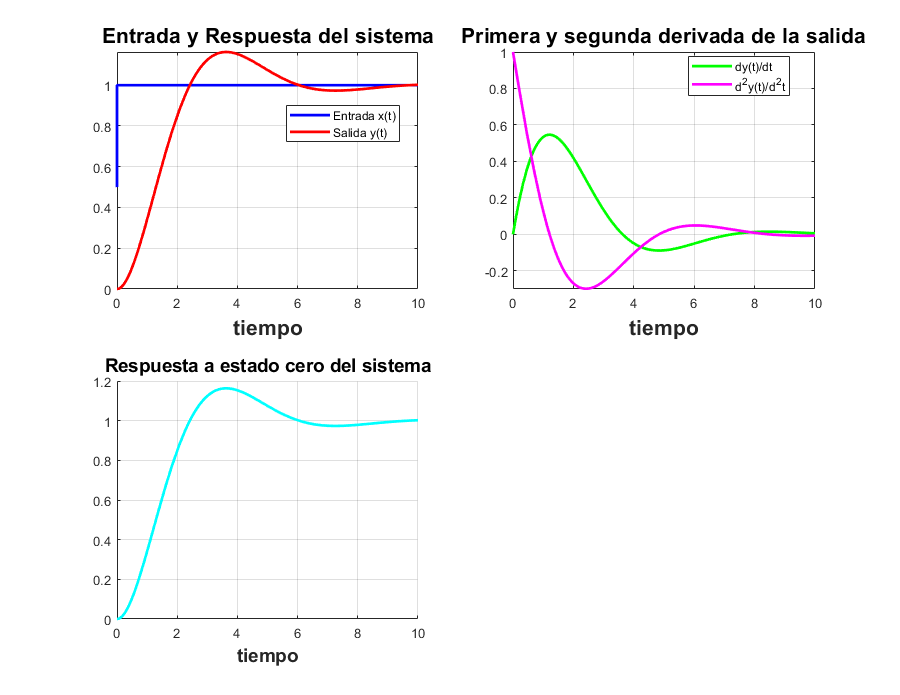 Entrada y Respuesta del sistema
1
0.8
0.6
0.4
0.2
0
Entrada x(t)
Salida y(t)
0 2 4 6 8 10
tiempo
Primera y segunda derivada de la salida
1
0.8
0.6
0.4
0.2
0
-0.2
dy(t)/dt
d²y(t)/d²t
0 2 4 6 8 10
tiempo
Respuesta a estado cero del sistema
1.2
1
0.8
0.6
0.4
0.2
0
0 2 4 6 8 10
tiempo